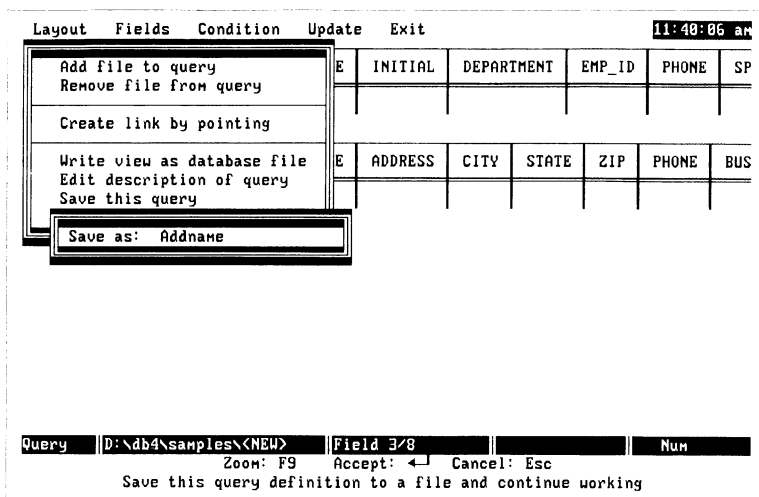 Layout Fields Condition Update Exit 11:40:06 am
Add file to query
Remove file from query
E INITIAL DEPARTMENT EMP_ID PHONE SP
Create link by pointing
Write view as database file
Edit description of query
Save this query
E ADDRESS CITY STATE ZIP PHONE BUS
Save as: Addname
Query D:\db4\samples\<NEW> Field 3/8 Num
Zoom: F9 Accept: ↵ Cancel: Esc
Save this query definition to a file and continue working